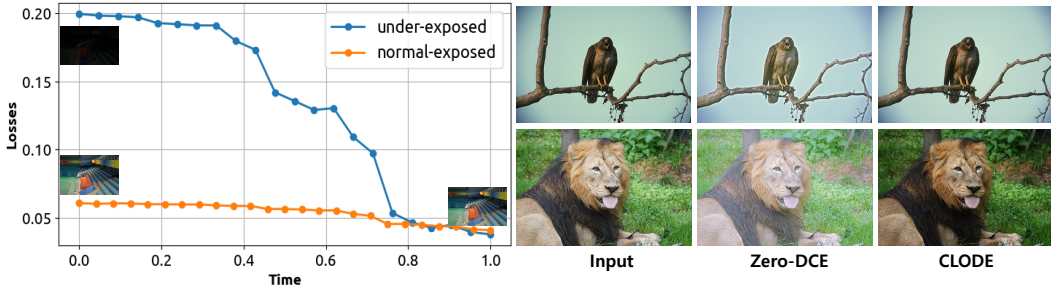 0.20
0.15
0.10
0.05
Losses
under-exposed
normal-exposed
0.0 0.2 0.4 0.6 0.8 1.0
Time
Input Zero-DCE CLODE